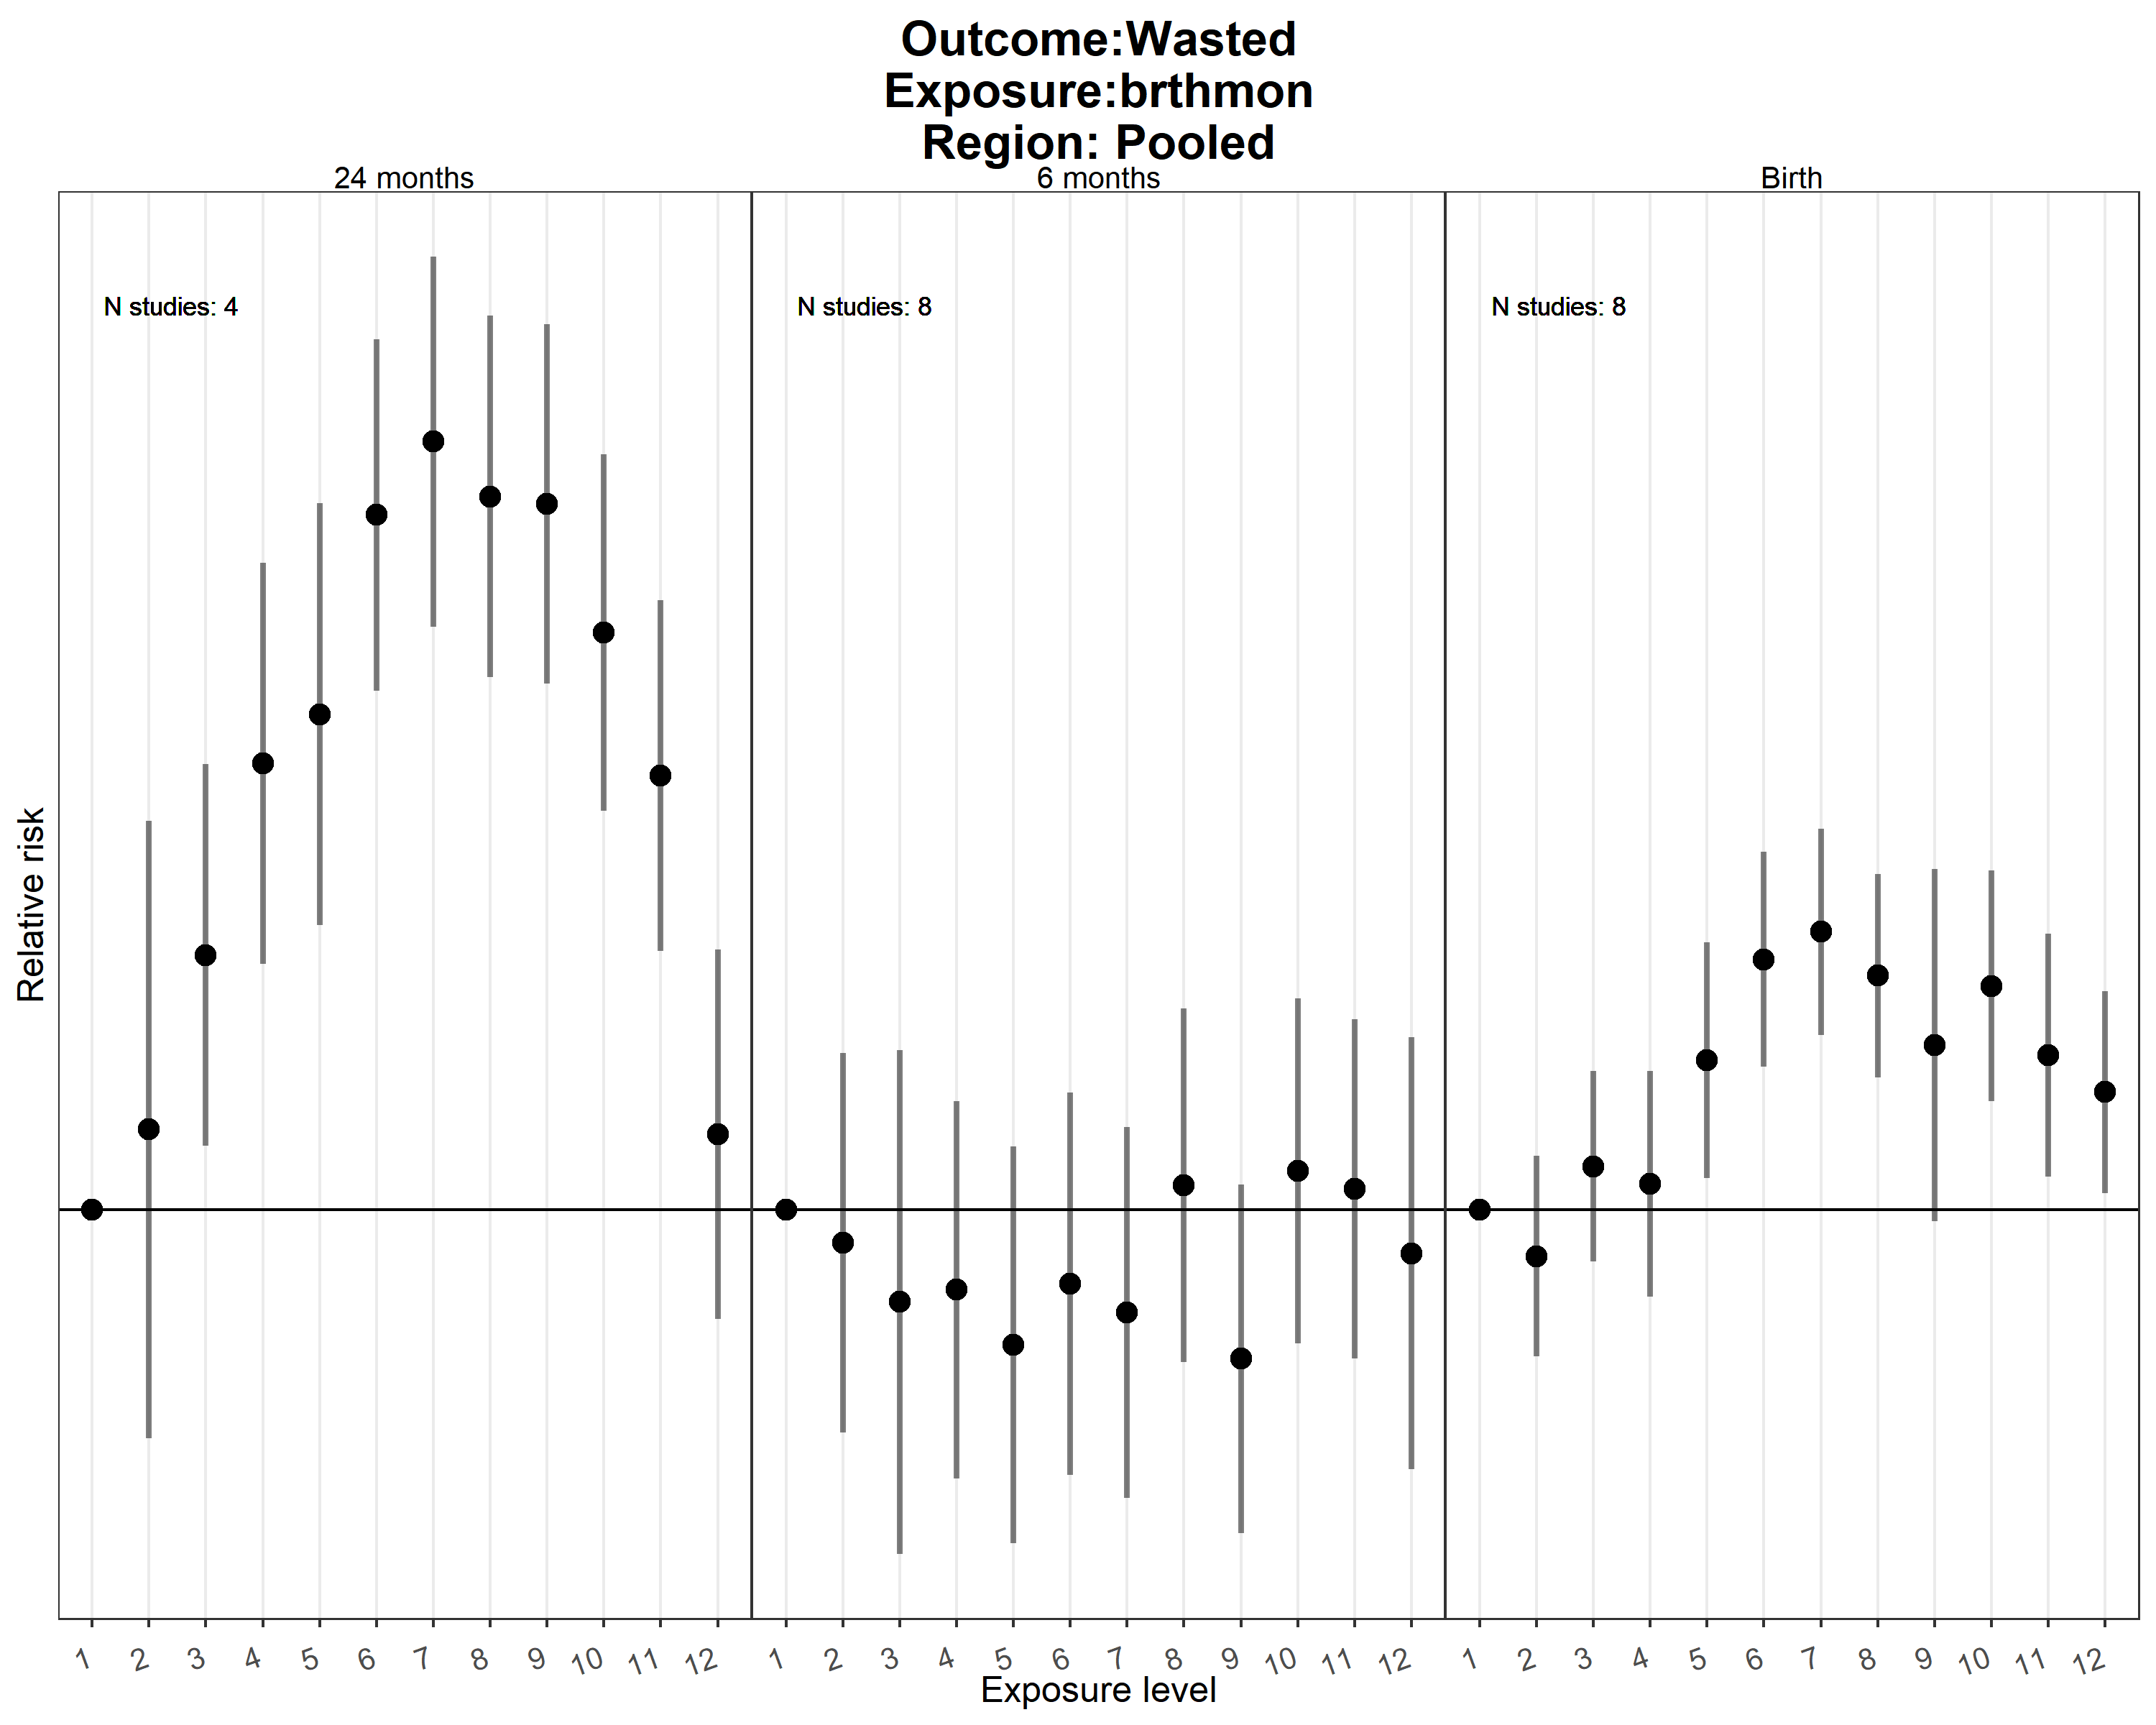 Outcome:Wasted
Exposure:brthmon
Region: Pooled
24 months
6 months
Birth
N studies: 4
N studies: 8
N studies: 8
Relative risk
1 2 3 4 5 6 7 8 9 10 11 12
1 2 3 4 5 6 7 8 9 10 11 12
1 2 3 4 5 6 7 8 9 10 11 12
Exposure level